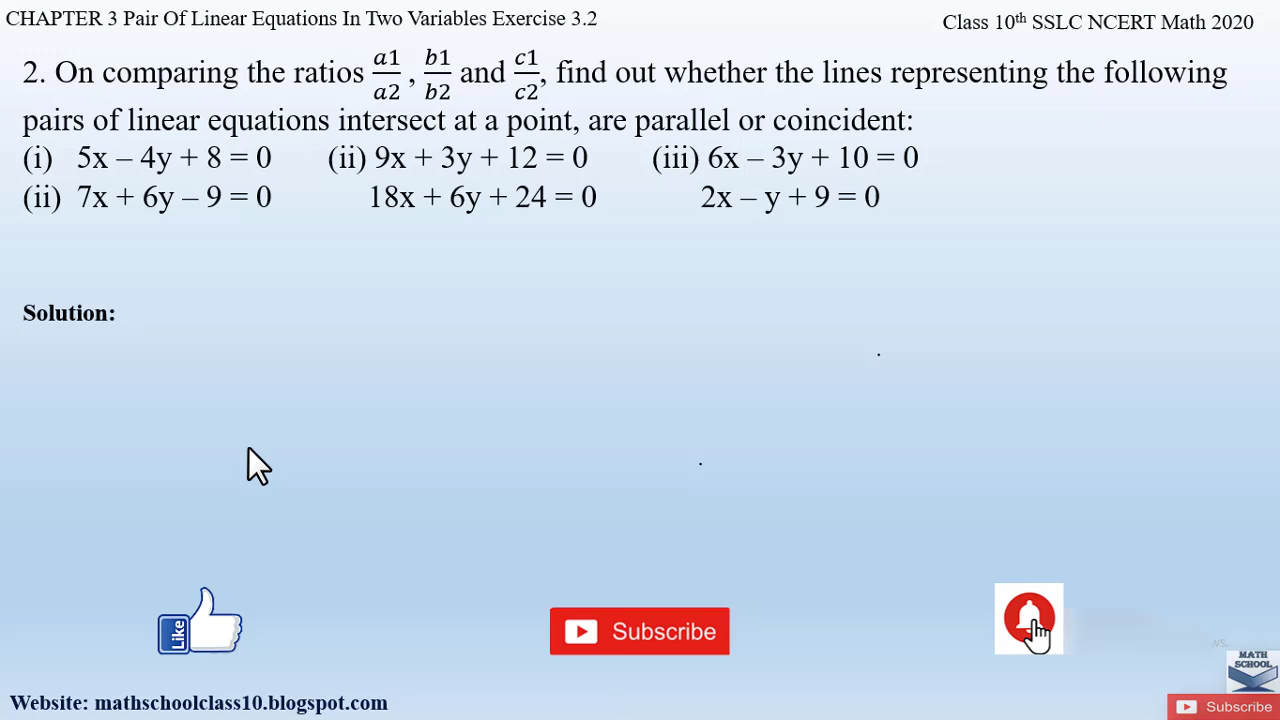 CHAPTER 3 Pair Of Linear Equations In Two Variables Exercise 3.2
Class 10th SSLC NCERT Math 2020
2. On comparing the ratios a1/a2 , b1/b2 and c1/c2, find out whether the lines representing the following
pairs of linear equations intersect at a point, are parallel or coincident:
(i) 5x – 4y + 8 = 0 (ii) 9x + 3y + 12 = 0 (iii) 6x – 3y + 10 = 0
(ii) 7x + 6y – 9 = 0 18x + 6y + 24 = 0 2x – y + 9 = 0
Solution:
Like
Subscribe
MATH
SCHOOL
Website: mathschoolclass10.blogspot.com
Subscribe